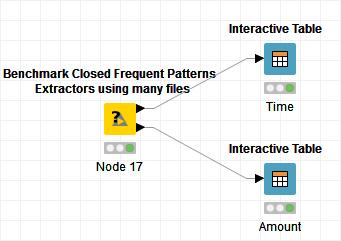 Interactive Table
Benchmark Closed Frequent Patterns
Extractors using many files
?
Time
Node 17
Interactive Table
Amount